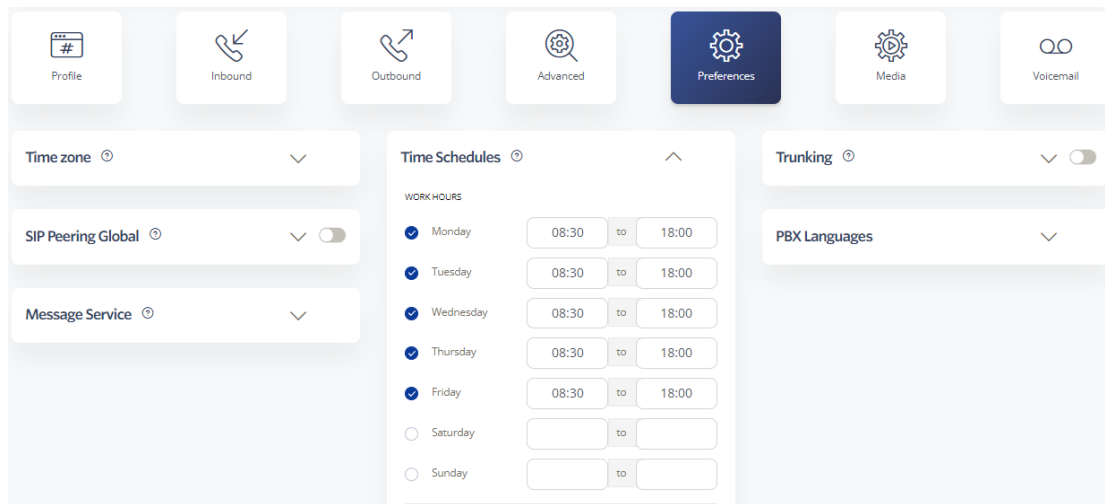 #
Profile
Inbound
Outbound
Advanced
Preferences
Media
Voicemail
Time zone ?
Time Schedules ?
Trunking ?
WORK HOURS
Monday 08:30 to 18:00
SIP Peering Global ?
PBX Languages
Tuesday 08:30 to 18:00
Message Service ?
Wednesday 08:30 to 18:00
Thursday 08:30 to 18:00
Friday 08:30 to 18:00
Saturday to
Sunday to